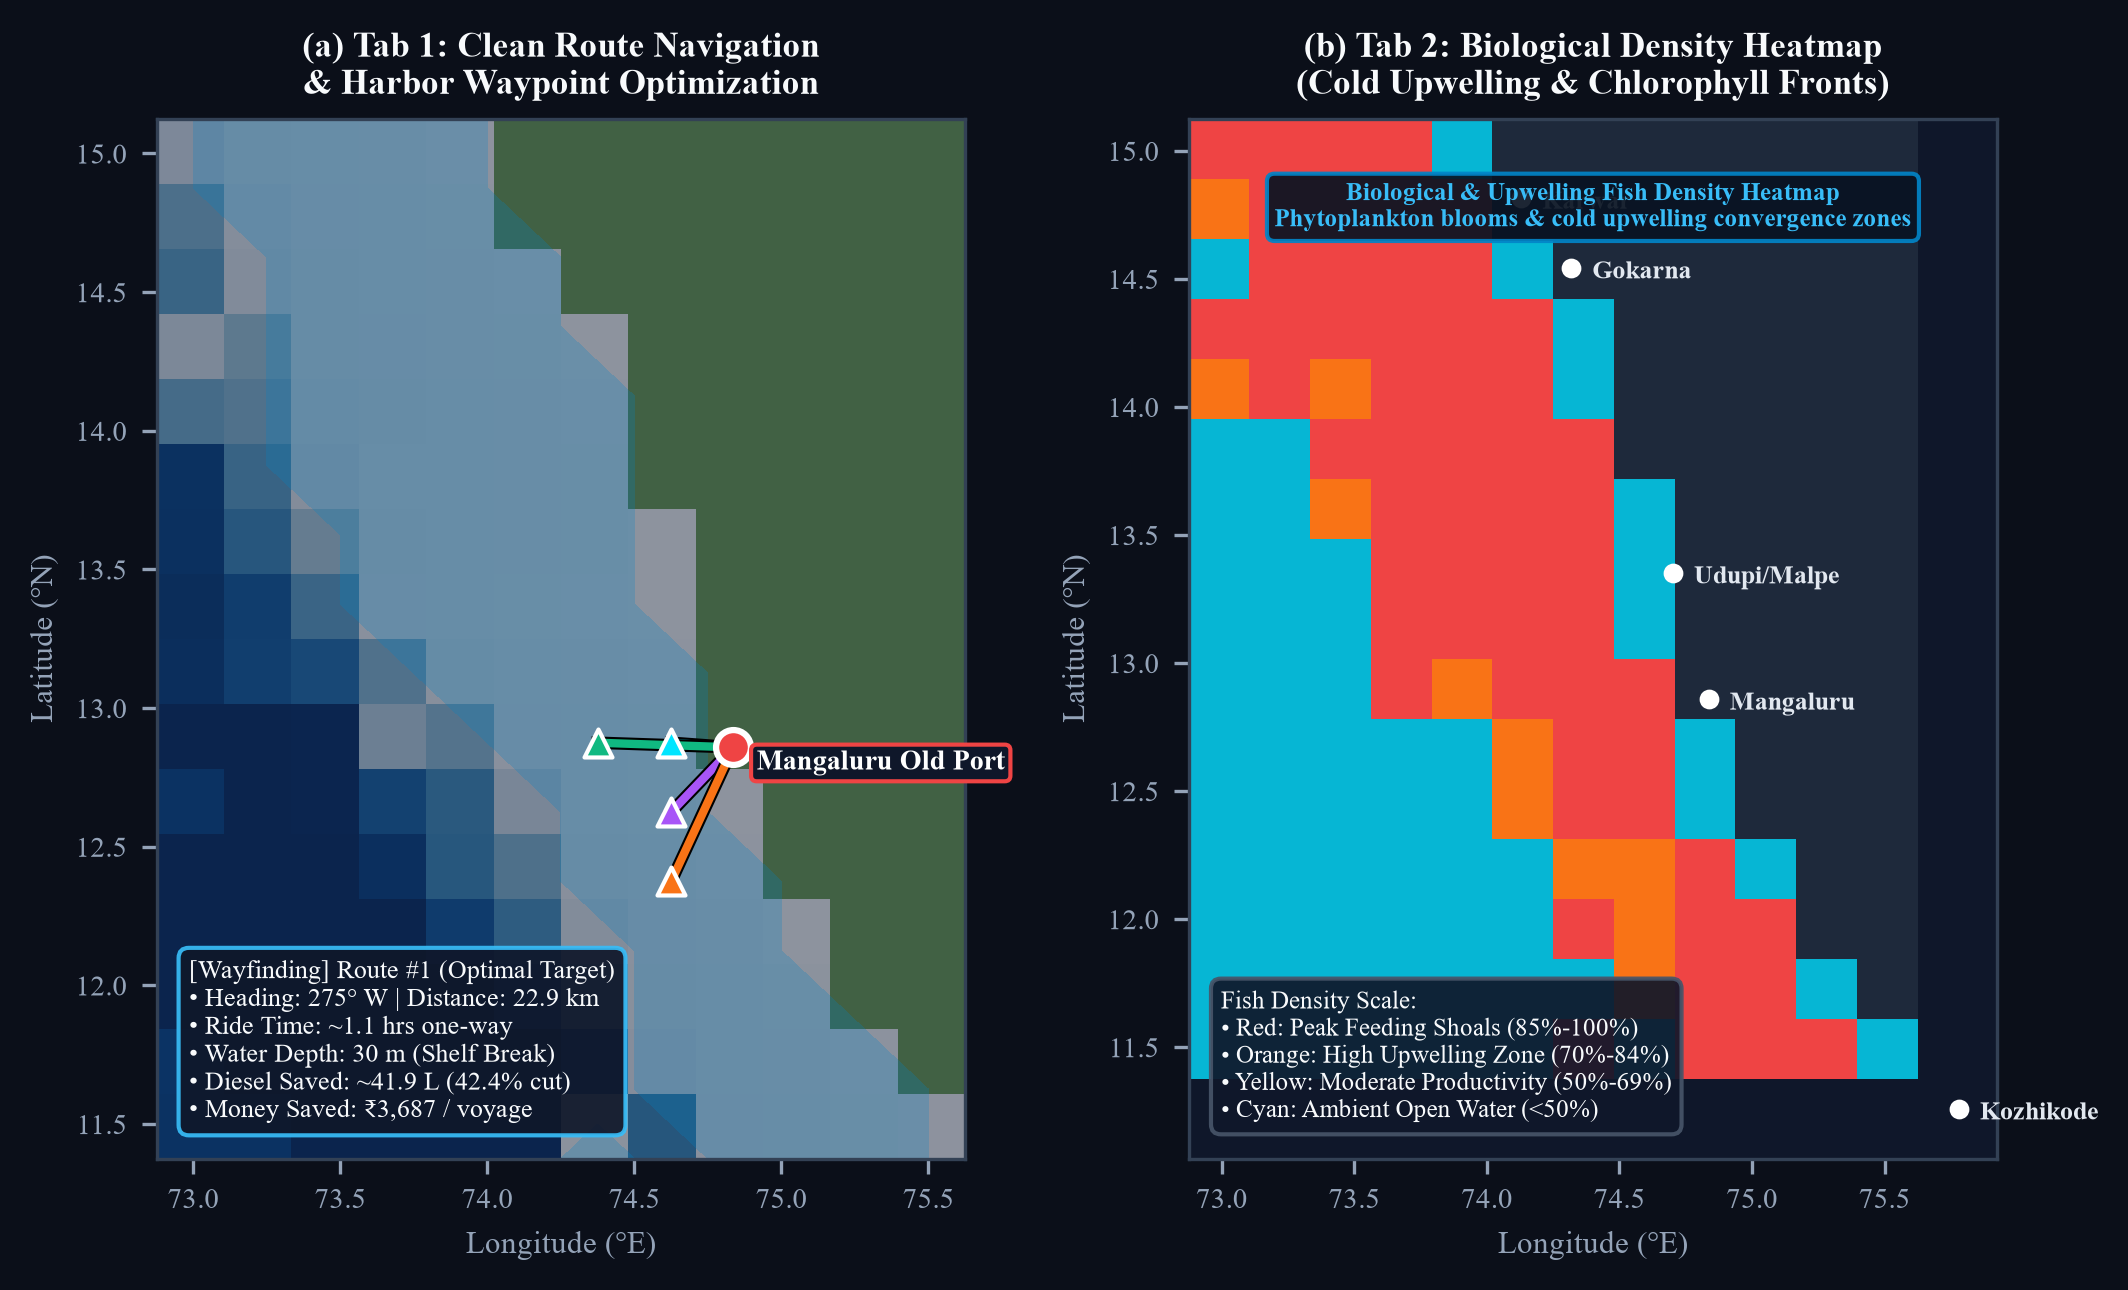 (a) Tab 1: Clean Route Navigation
& Harbor Waypoint Optimization
15.0
14.5
14.0
13.5
13.0
12.5
12.0
11.5
Latitude (°N)
Mangaluru Old Port
[Wayfinding] Route #1 (Optimal Target)
• Heading: 275° W | Distance: 22.9 km
• Ride Time: ~1.1 hrs one-way
• Water Depth: 30 m (Shelf Break)
• Diesel Saved: ~41.9 L (42.4% cut)
• Money Saved: ₹3,687 / voyage
73.0 73.5 74.0 74.5 75.0 75.5
Longitude (°E)
(b) Tab 2: Biological Density Heatmap
(Cold Upwelling & Chlorophyll Fronts)
15.0
14.5
14.0
13.5
13.0
12.5
12.0
11.5
Latitude (°N)
Biological & Upwelling Fish Density Heatmap
Phytoplankton blooms & cold upwelling convergence zones
Gokarna
Udupi/Malpe
Mangaluru
Kozhikode
Fish Density Scale:
• Red: Peak Feeding Shoals (85%-100%)
• Orange: High Upwelling Zone (70%-84%)
• Yellow: Moderate Productivity (50%-69%)
• Cyan: Ambient Open Water (<50%)
73.0 73.5 74.0 74.5 75.0 75.5
Longitude (°E)